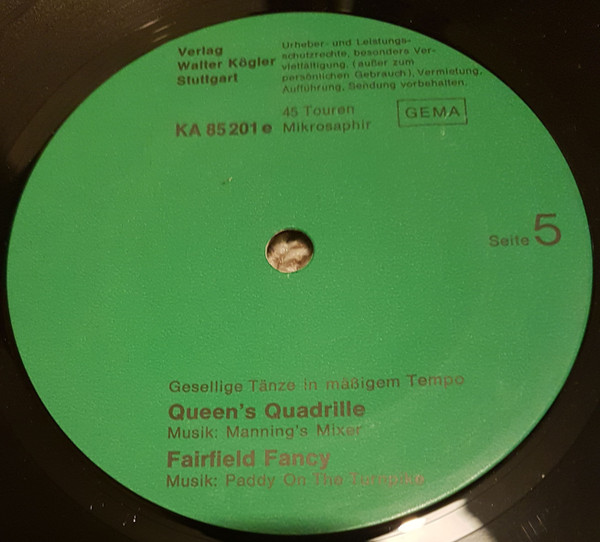 Verlag
Walter Kögler
Stuttgart
Urheber- und Leistungs-
schutzrechte, besonders Ver-
vielfältigung, (außer zum
persönlichen Gebrauch), Vermietung,
Aufführung, Sendung vorbehalten.
KA 85 201 e
45 Touren
Mikrosaphir
GEMA
Seite 5
Gesellige Tänze in mäßigem Tempo
Queen's Quadrille
Musik: Manning's Mixer
Fairfield Fancy
Musik: Paddy On The Turnpike